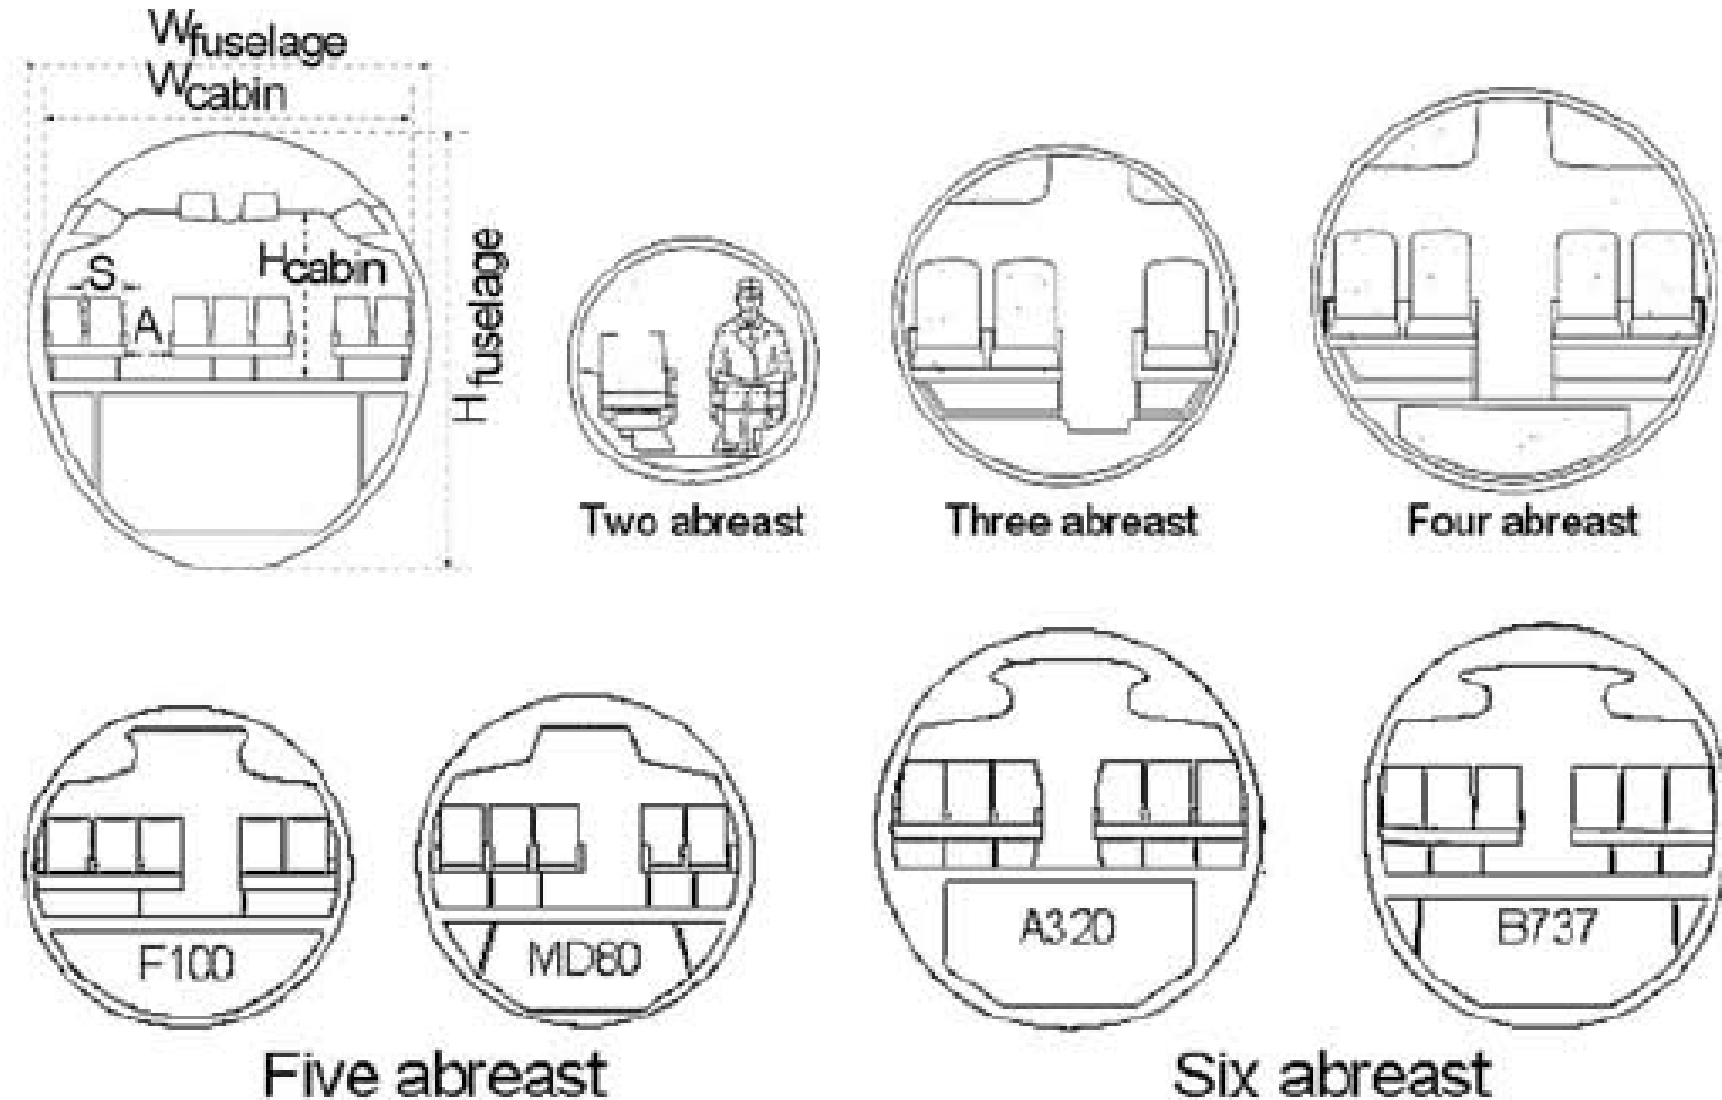 Wfuselage
Wcabin
S
A
Hcabin
Hfuselage
Two abreast
Three abreast
Four abreast
F100
MD80
A320
B737
Five abreast
Six abreast